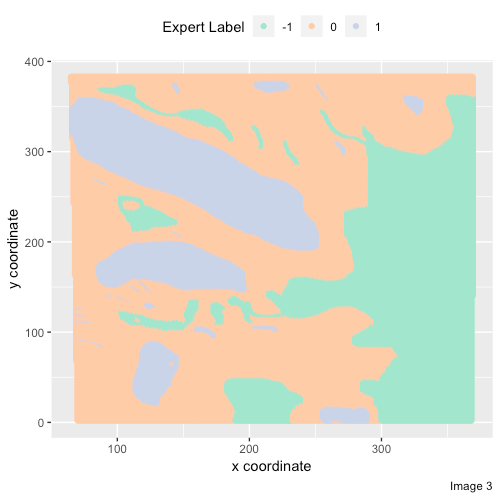 Expert Label -1 0 1
400
300
200
100
0
y coordinate
100 200 300
x coordinate
Image 3